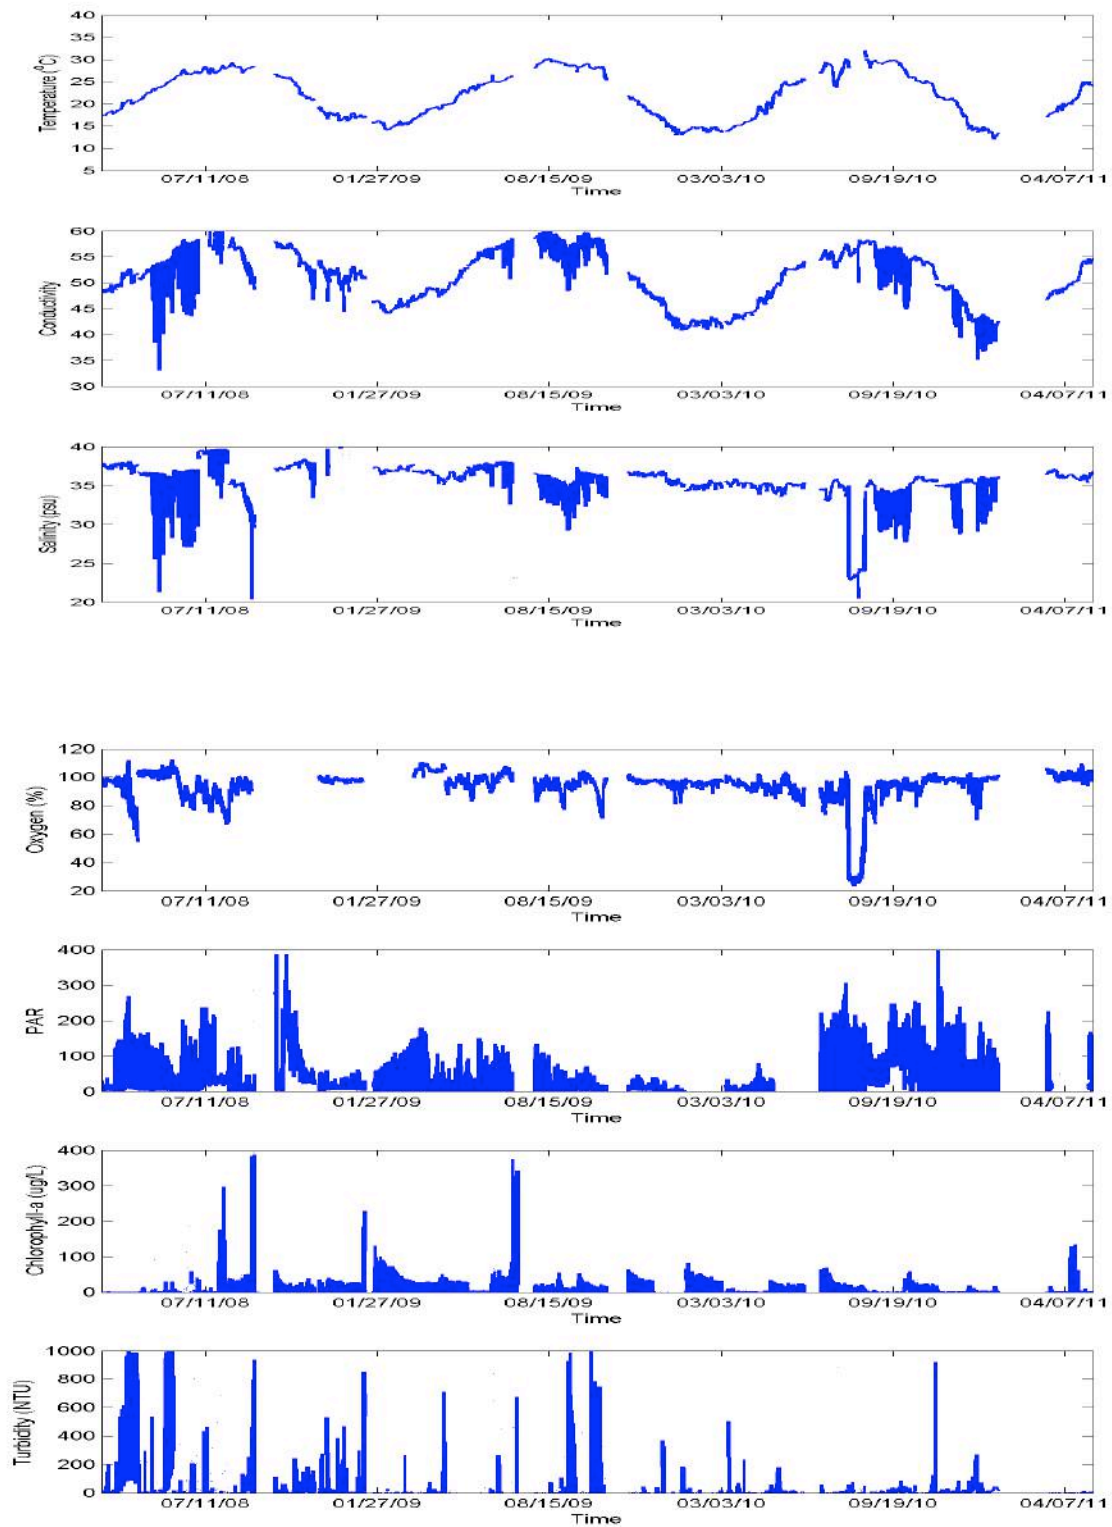 40
35
30
25
20
15
10
5
Temperature (⁰C)
07/11/08 01/27/09 08/15/09 03/03/10 09/19/10 04/07/11
Time
60
55
50
45
40
35
30
Conductivity
07/11/08 01/27/09 08/15/09 03/03/10 09/19/10 04/07/11
Time
40
35
30
25
20
Salinity (psu)
07/11/08 01/27/09 08/15/09 03/03/10 09/19/10 04/07/11
Time
120
100
80
60
40
20
Oxygen (%)
07/11/08 01/27/09 08/15/09 03/03/10 09/19/10 04/07/11
Time
400
300
200
100
0
PAR
07/11/08 01/27/09 08/15/09 03/03/10 09/19/10 04/07/11
Time
400
300
200
100
0
Chlorophyll-a (ug/L)
07/11/08 01/27/09 08/15/09 03/03/10 09/19/10 04/07/11
Time
1000
800
600
400
200
0
Turbidity (NTU)
07/11/08 01/27/09 08/15/09 03/03/10 09/19/10 04/07/11
Time